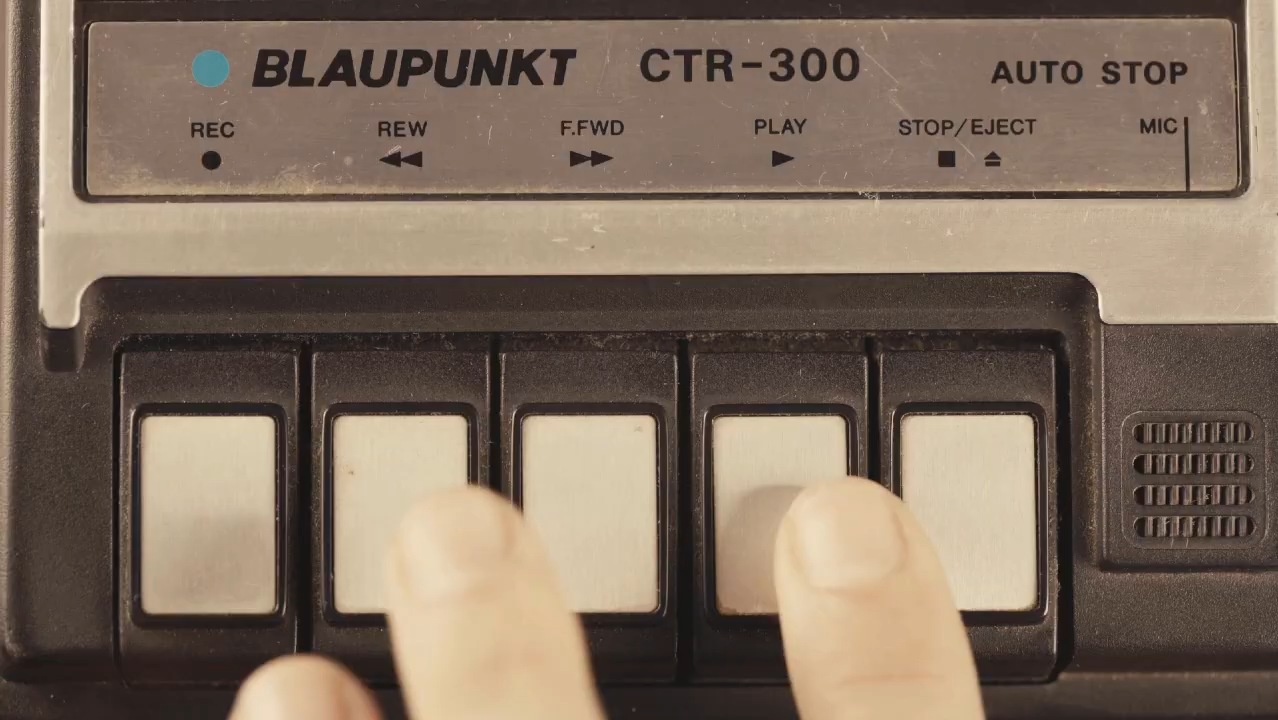 BLAUPUNKT CTR-300 AUTO STOP
REC REW F.FWD PLAY STOP/EJECT MIC